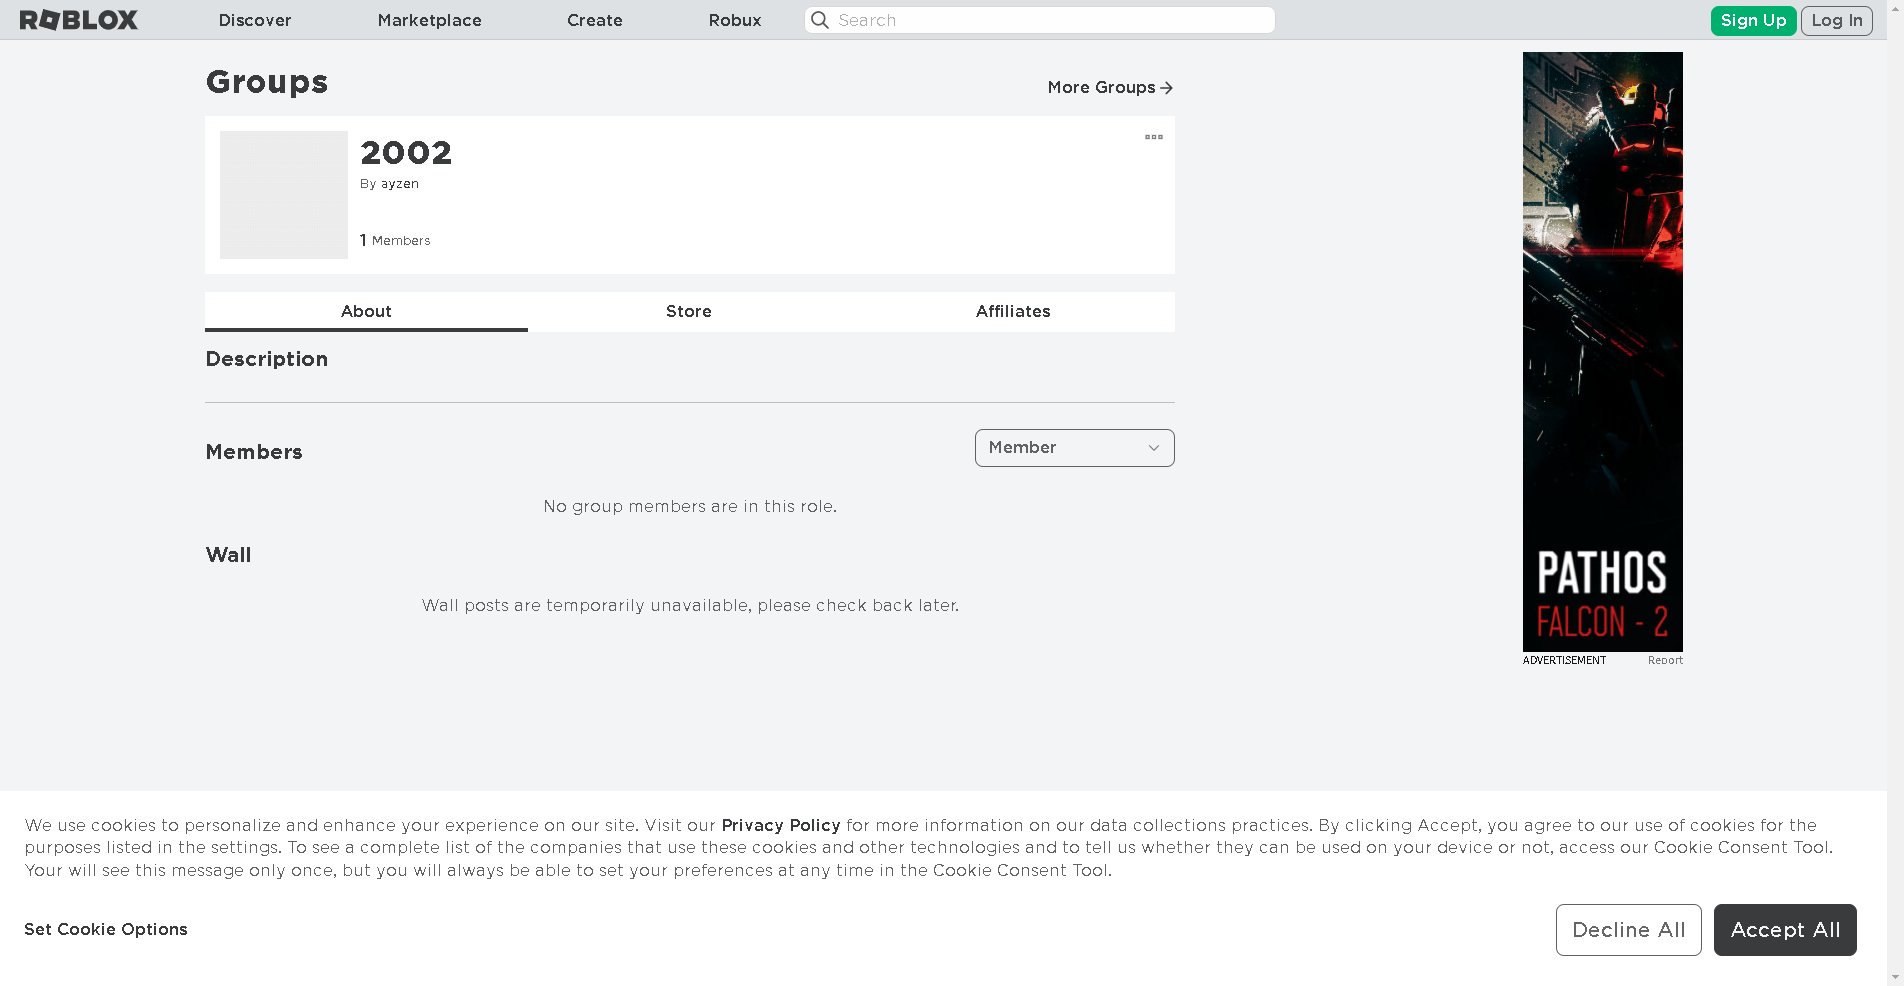 ROBLOX Discover Marketplace Create Robux Search Sign Up Log In
Groups
More Groups
2002
By ayzen
1 Members
About Store Affiliates
Description
Members
Member
No group members are in this role.
Wall
Wall posts are temporarily unavailable, please check back later.
PATHOS
FALCON - 2
ADVERTISEMENT Report
We use cookies to personalize and enhance your experience on our site. Visit our Privacy Policy for more information on our data collections practices. By clicking Accept, you agree to our use of cookies for the
purposes listed in the settings. To see a complete list of the companies that use these cookies and other technologies and to tell us whether they can be used on your device or not, access our Cookie Consent Tool.
Your will see this message only once, but you will always be able to set your preferences at any time in the Cookie Consent Tool.
Set Cookie Options
Decline All
Accept All